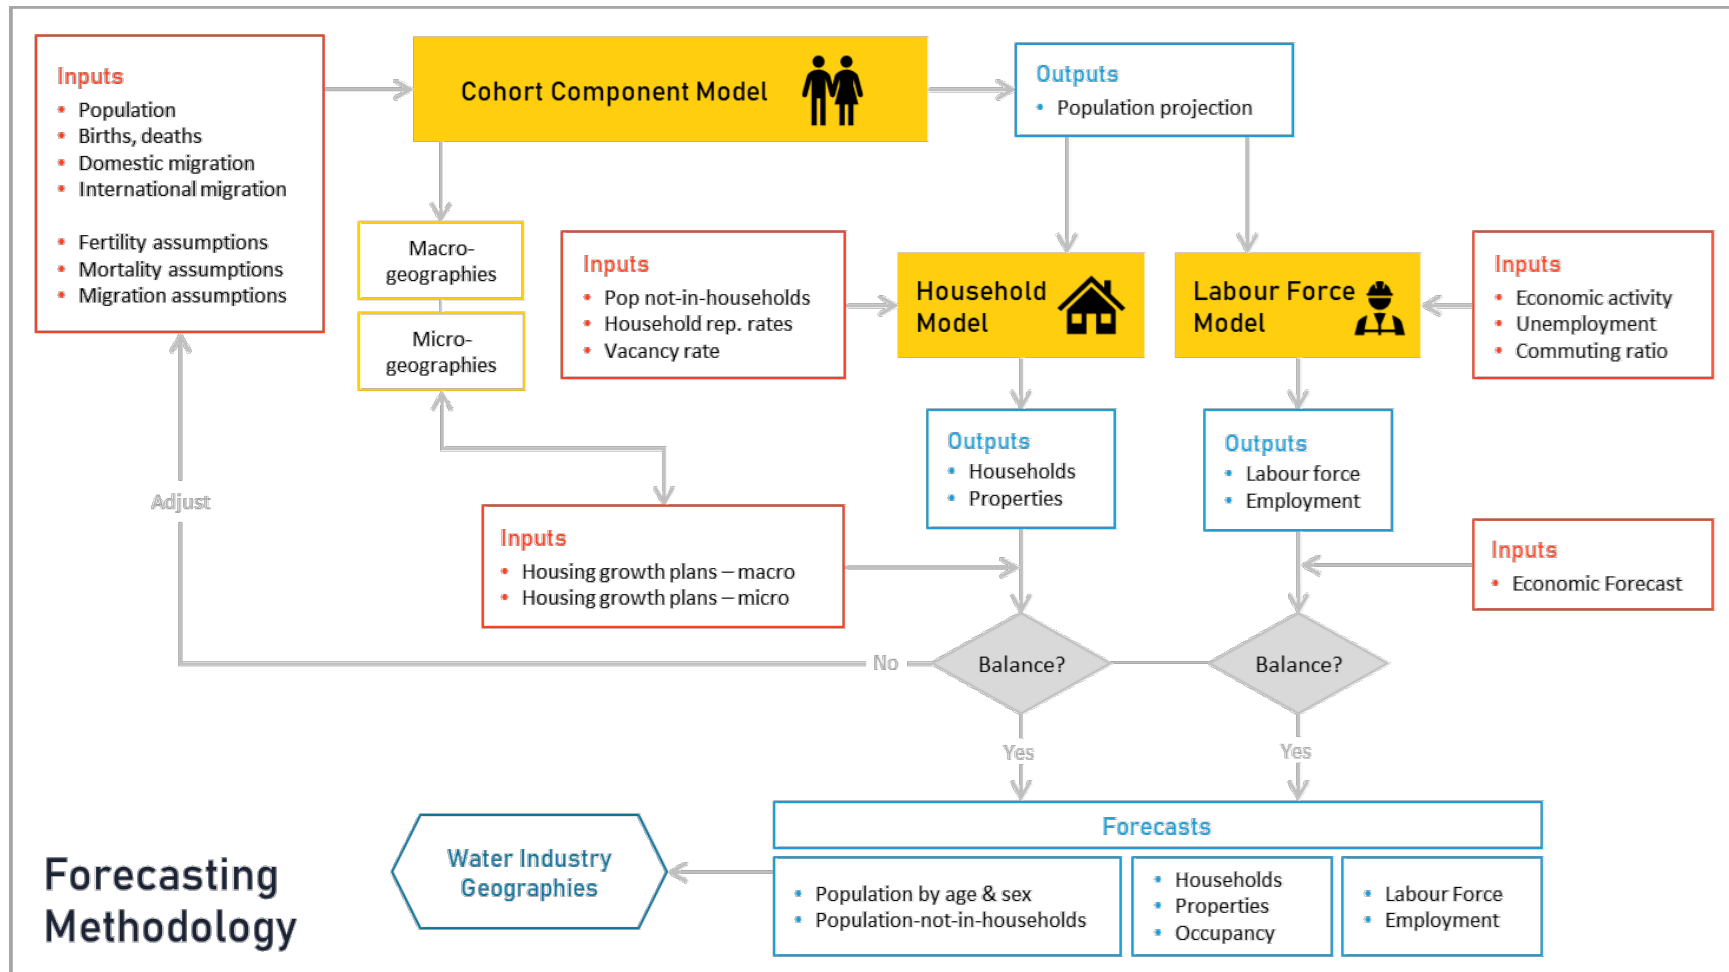 Inputs
• Population
• Births, deaths
• Domestic migration
• International migration
• Fertility assumptions
• Mortality assumptions
• Migration assumptions
Cohort Component Model
Outputs
• Population projection
Macro-
geographies
Micro-
geographies
Inputs
• Pop not-in-households
• Household rep. rates
• Vacancy rate
Household
Model
Labour Force
Model
Inputs
• Economic activity
• Unemployment
• Commuting ratio
Outputs
• Households
• Properties
Outputs
• Labour force
• Employment
Adjust
Inputs
• Housing growth plans – macro
• Housing growth plans – micro
Inputs
• Economic Forecast
No
Balance?
Balance?
Yes
Yes
Forecasts
Water Industry
Geographies
• Population by age & sex
• Population-not-in-households
• Households
• Properties
• Occupancy
• Labour Force
• Employment
Forecasting
Methodology